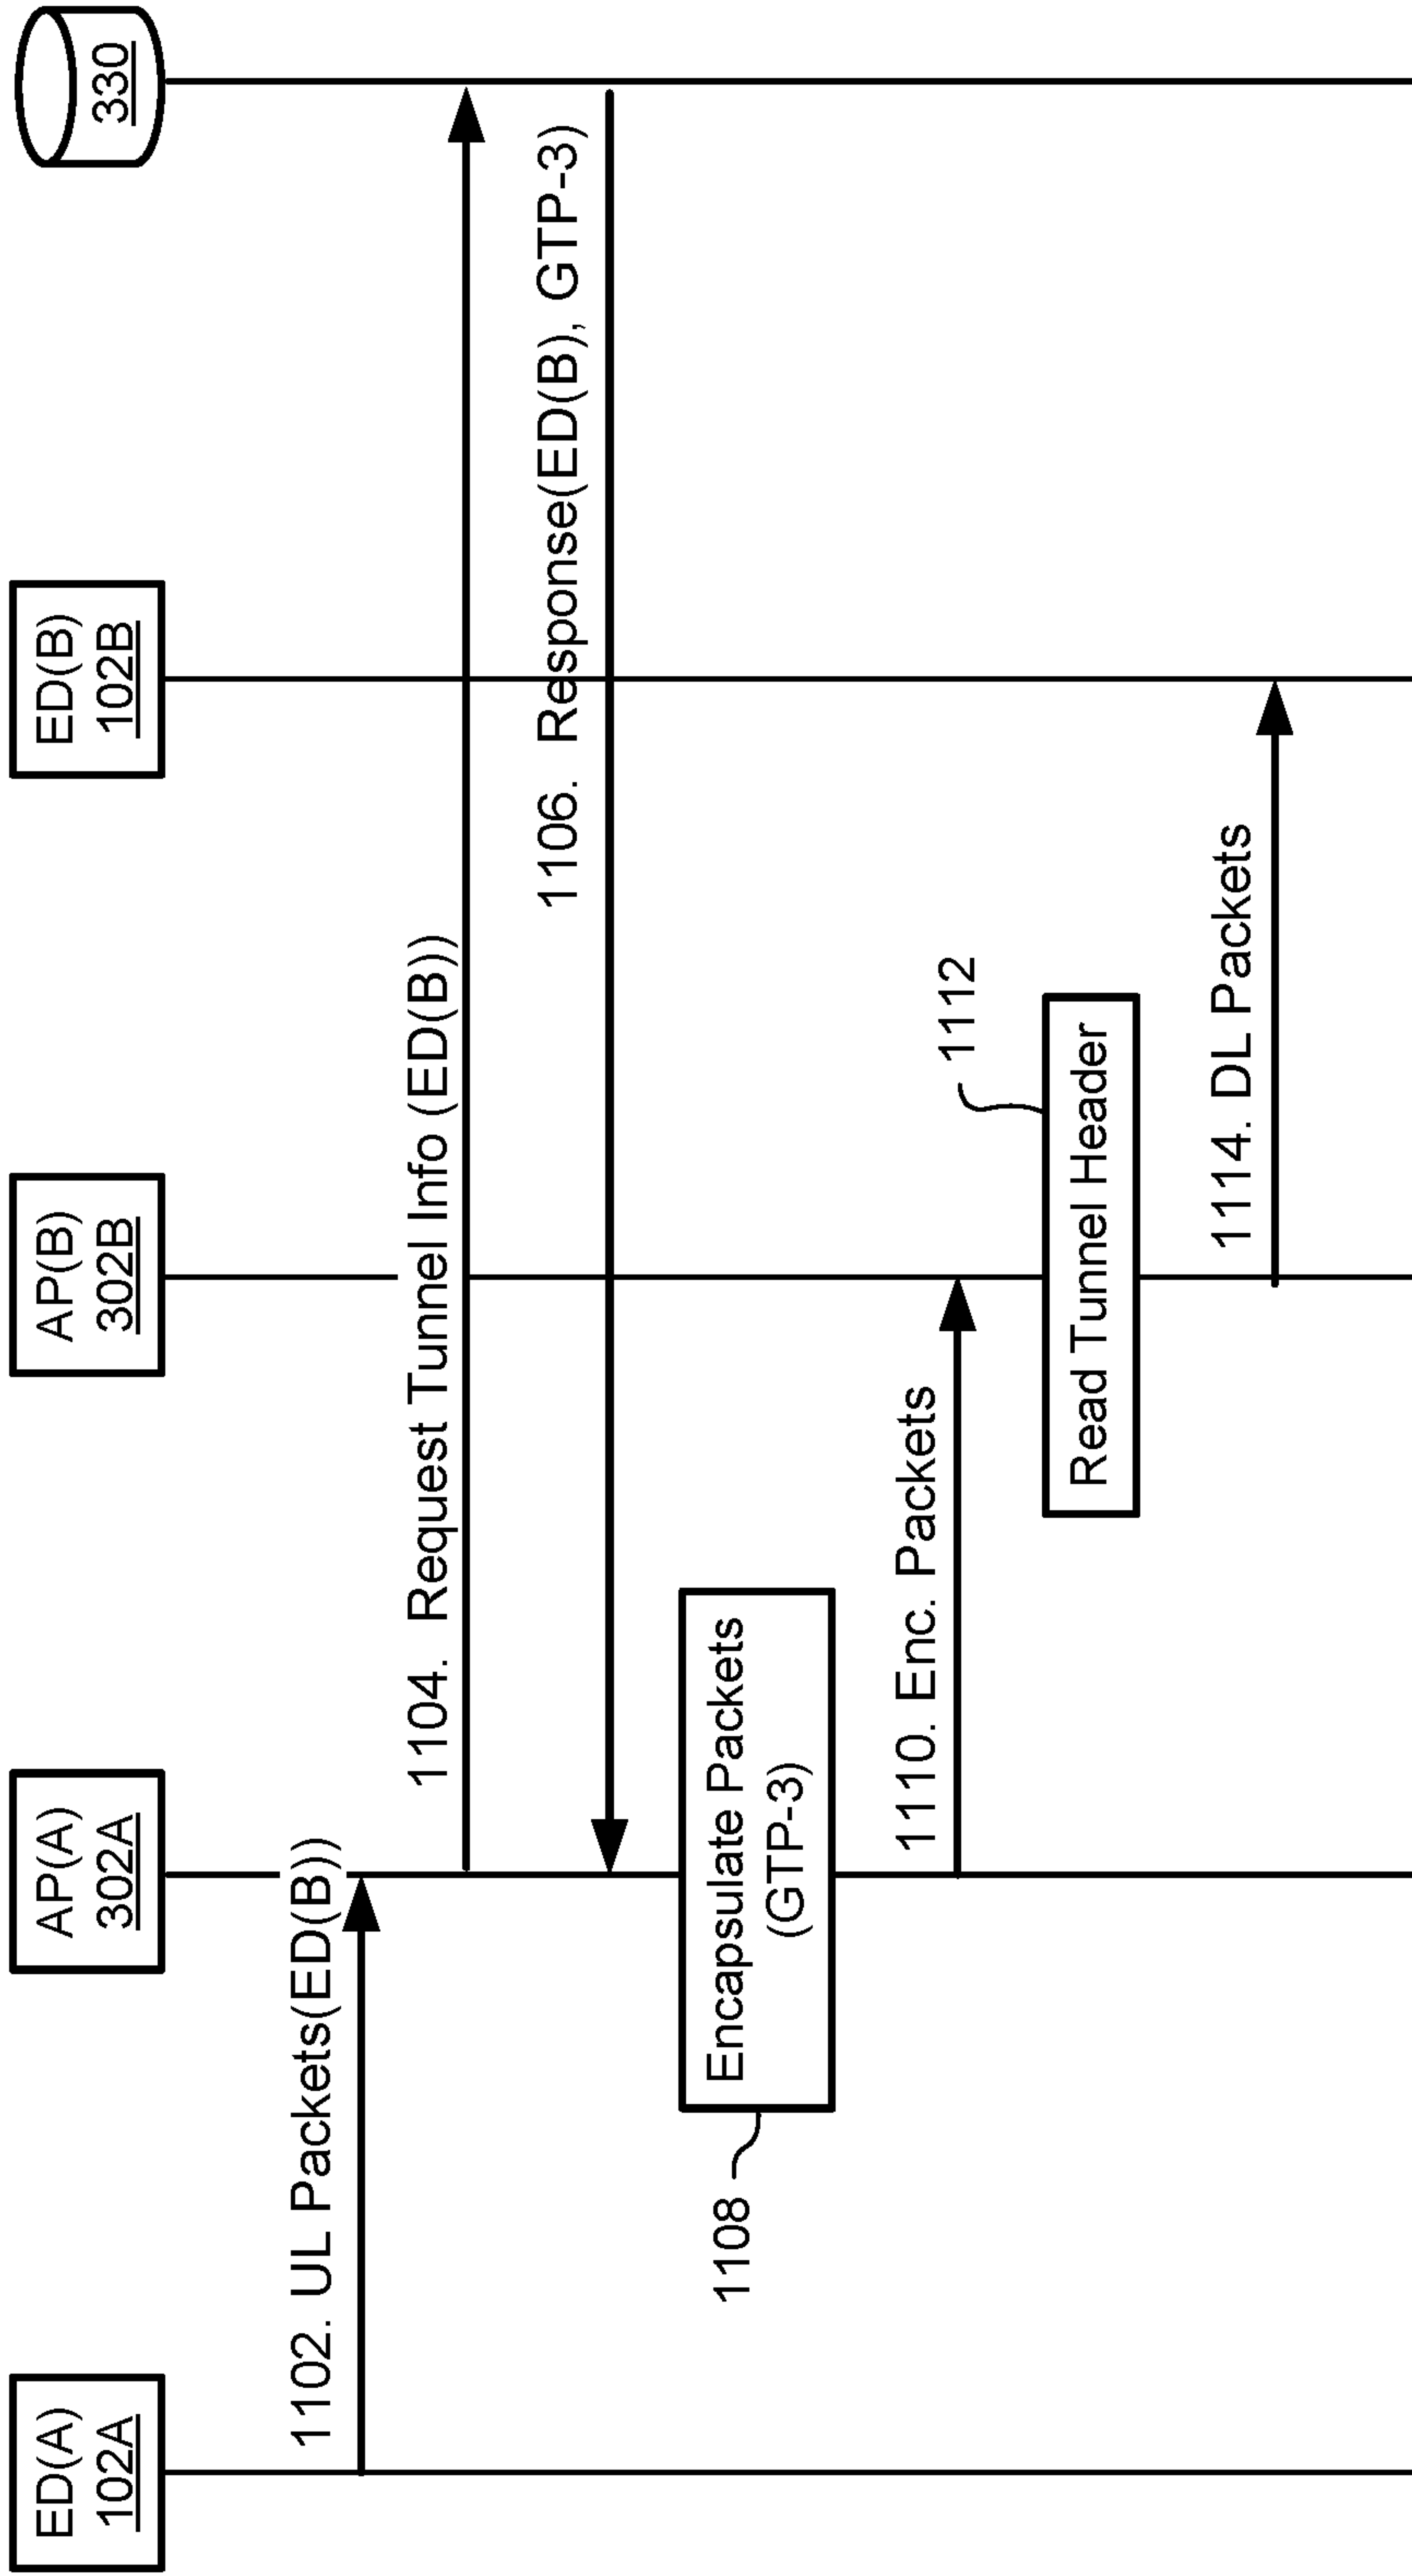 ED(A)
102A
AP(A)
302A
AP(B)
302B
ED(B)
102B
330
1102. UL Packets(ED(B))
1104. Request Tunnel Info (ED(B))
1106. Response(ED(B), GTP-3)
1108
Encapsulate Packets
(GTP-3)
1110. Enc. Packets
1112
Read Tunnel Header
1114. DL Packets